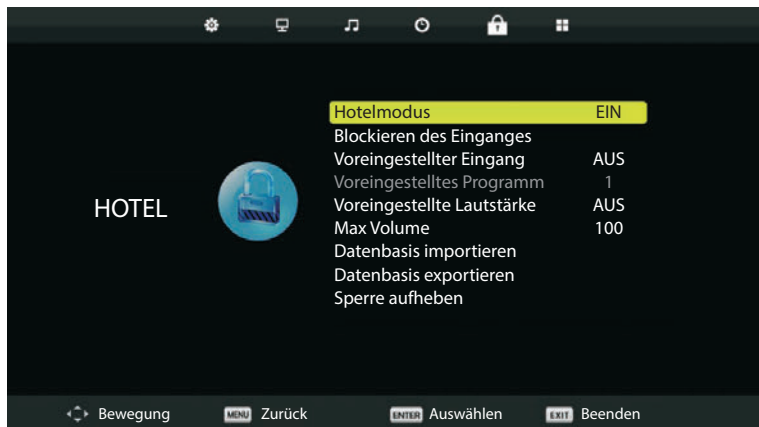 Hotelmodus EIN
Blockieren des Einganges
Voreingestellter Eingang AUS
Voreingestelltes Programm 1
HOTEL
Voreingestellte Lautstärke AUS
Max Volume 100
Datenbasis importieren
Datenbasis exportieren
Sperre aufheben
Bewegung MENU Zurück ENTER Auswählen EXIT Beenden